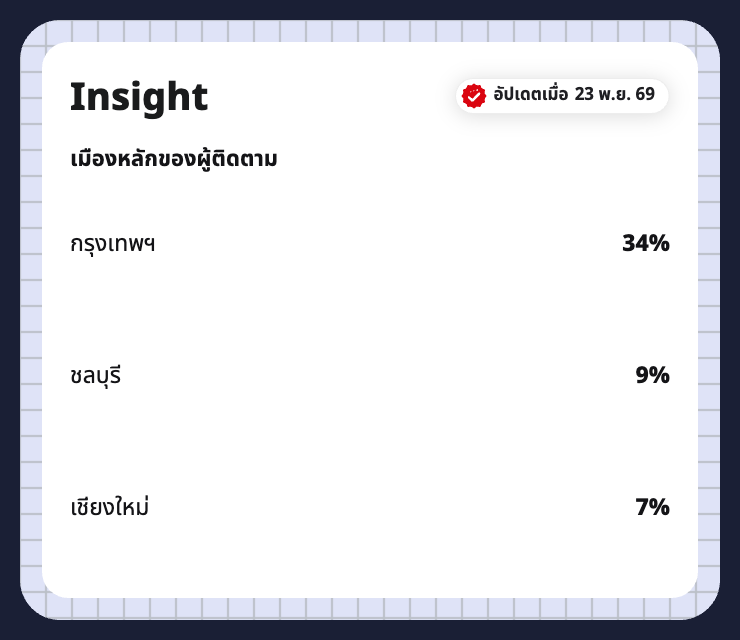 Insight
อัปเดตเมื่อ 23 พ.ย. 69
เมืองหลักของผู้ติดตาม
กรุงเทพฯ 34%
ชลบุรี 9%
เชียงใหม่ 7%